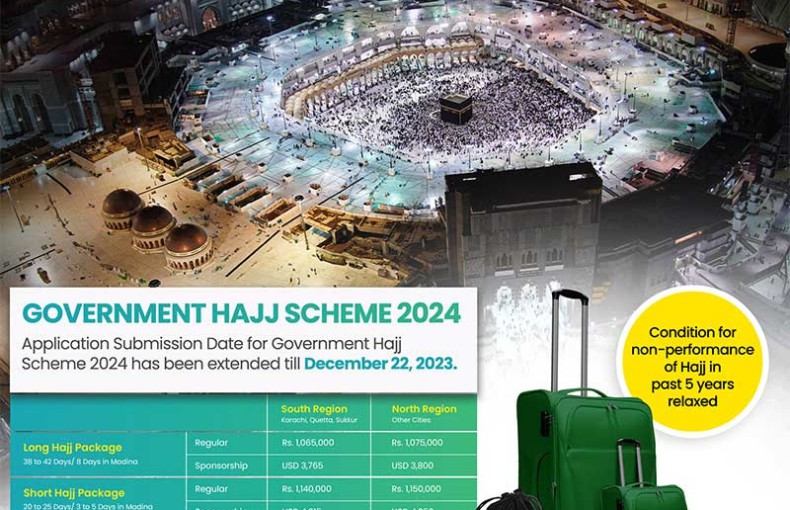 GOVERNMENT HAJJ SCHEME 2024
Application Submission Date for Government Hajj
Scheme 2024 has been extended till December 22, 2023.
Condition for
non-performance
of Hajj in
past 5 years
relaxed
South Region
Karachi, Quetta, Sukkur
North Region
Other Cities
Long Hajj Package
38 to 42 Days/ 8 Days in Madina
Regular
Rs. 1,065,000
Rs. 1,075,000
Sponsorship
USD 3,765
USD 3,800
Short Hajj Package
20 to 25 Days/ 3 to 5 Days in Madina
Regular
Rs. 1,140,000
Rs. 1,150,000